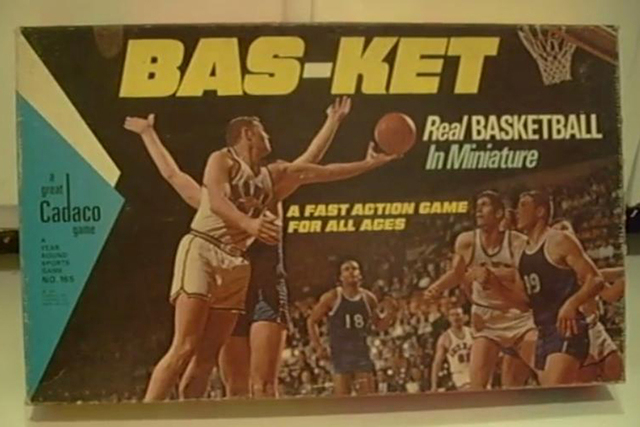 BAS-KET
Real BASKETBALL
In Miniature
A FAST ACTION GAME
FOR ALL AGES
a
great
Cadaco
game
A
YEAR
ROUND
SPORTS
GAME
NO. 165
18
19